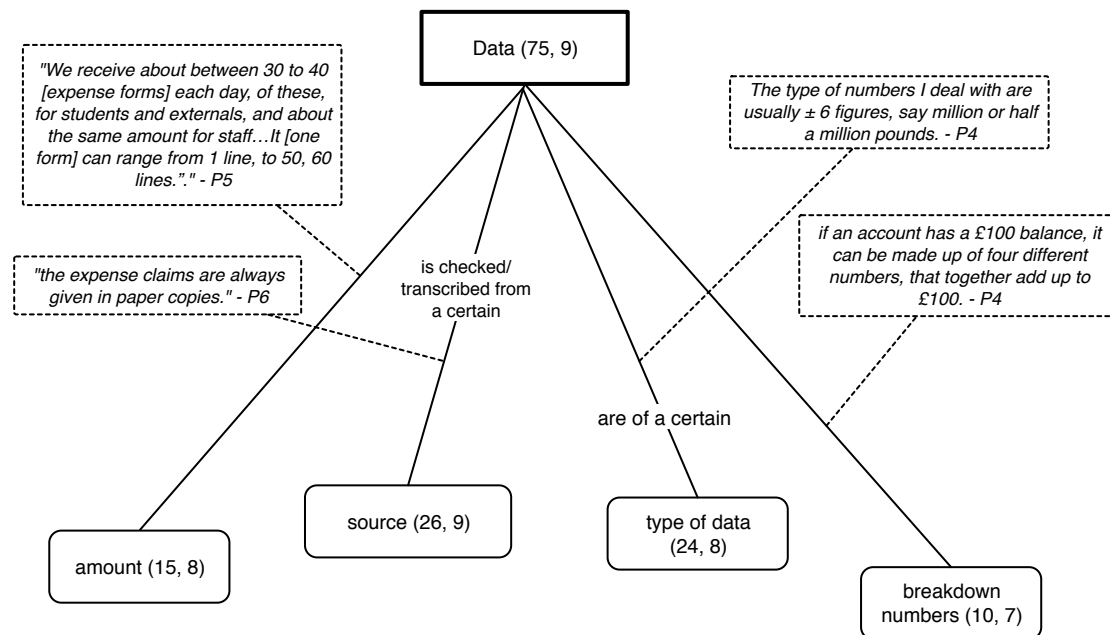 Data (75, 9)
"We receive about between 30 to 40
[expense forms] each day, of these,
for students and externals, and about
the same amount for staff…It [one
form] can range from 1 line, to 50, 60
lines.”." - P5
The type of numbers I deal with are
usually ± 6 figures, say million or half
a million pounds. - P4
if an account has a £100 balance, it
can be made up of four different
numbers, that together add up to
£100. - P4
"the expense claims are always
given in paper copies." - P6
is checked/
transcribed from
a certain
are of a certain
amount (15, 8)
source (26, 9)
type of data
(24, 8)
breakdown
numbers (10, 7)